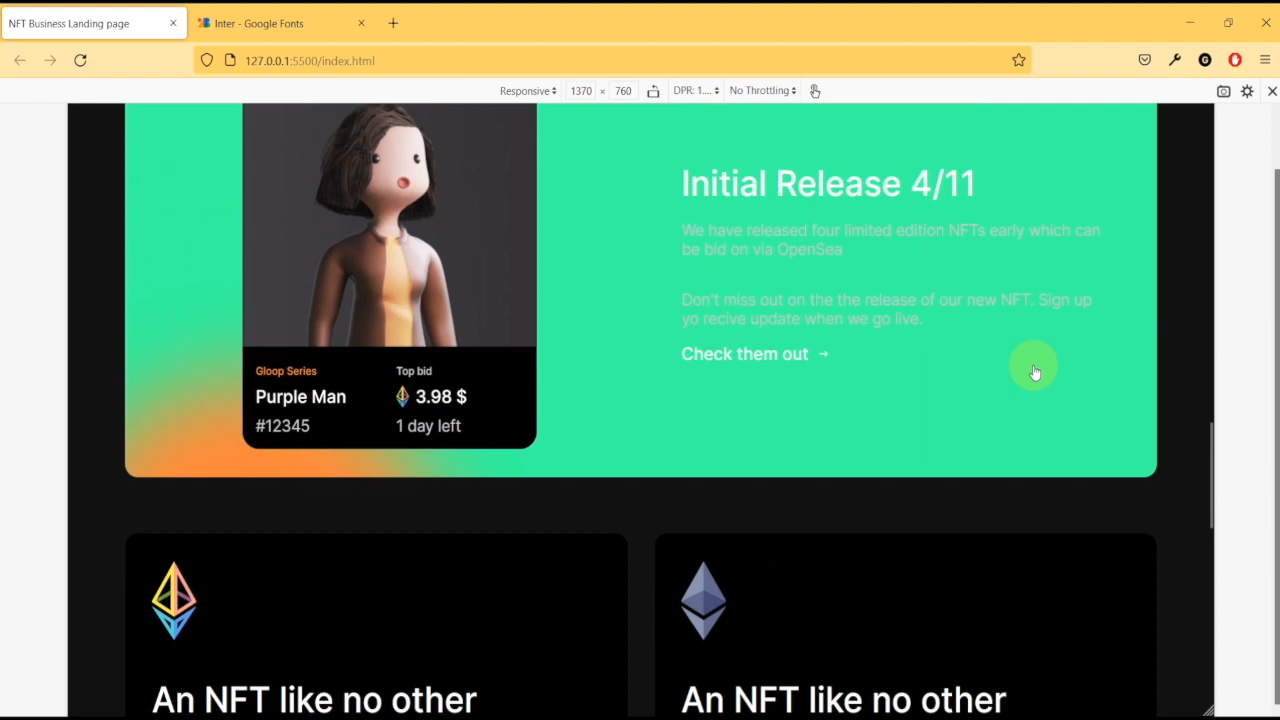 NFT Business Landing page
Inter - Google Fonts
127.0.0.1:5500/index.html
Responsive 1370 × 760 DPR: 1.... No Throttling
Initial Release 4/11
We have released four limited edition NFTs early which can
be bid on via OpenSea
Don't miss out on the the release of our new NFT. Sign up
yo recive update when we go live.
Check them out →
Gloop Series
Top bid
Purple Man
3.98 $
#12345
1 day left
An NFT like no other
An NFT like no other